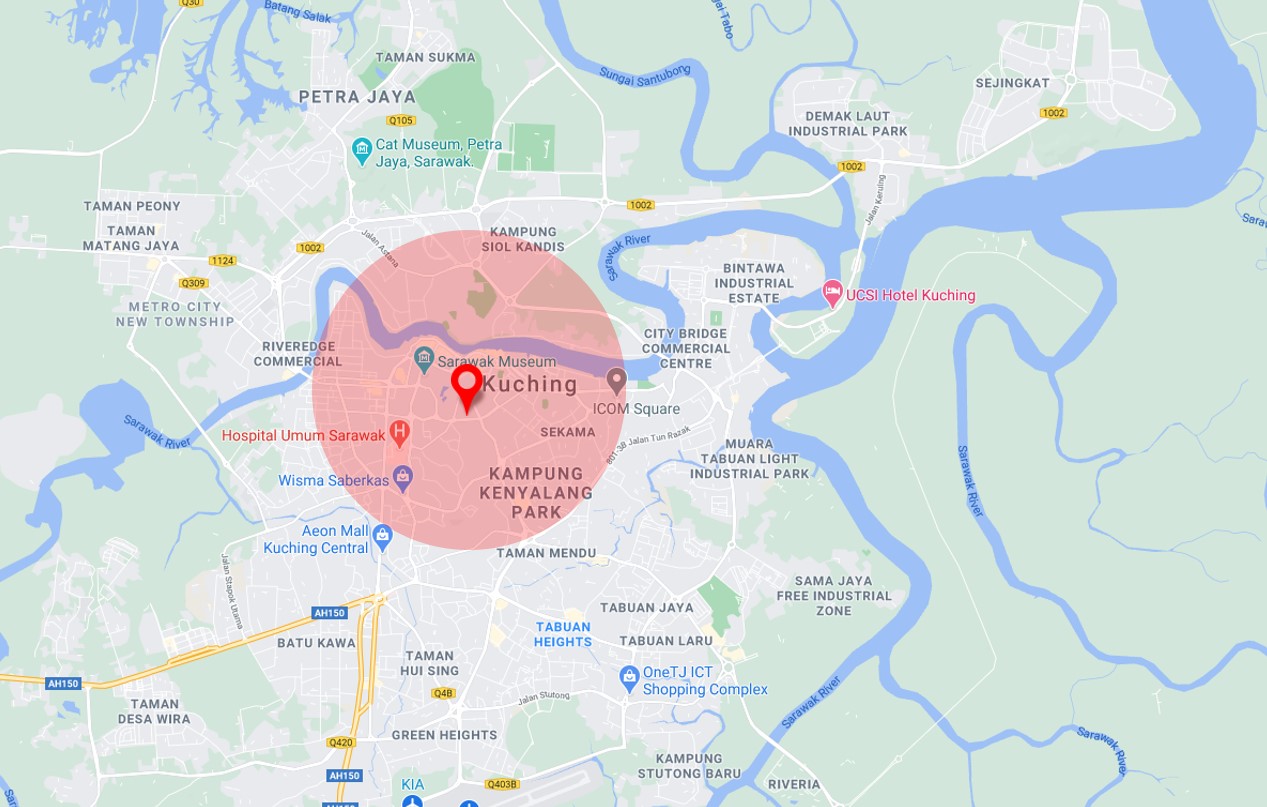 Q30
Batang Salak
TAMAN SUKMA
Sungai Santubong
SEJINGKAT
PETRA JAYA
Q105
1002
DEMAK LAUT
INDUSTRIAL PARK
Cat Museum, Petra
Jaya, Sarawak.
1002
Jalan Keruing
TAMAN PEONY
1002
TAMAN
MATANG JAYA
Jalan Astana
KAMPUNG
SIOL KANDIS
Sarawak River
1002
1124
Q309
BINTAWA
INDUSTRIAL
ESTATE
UCSI Hotel Kuching
METRO CITY
NEW TOWNSHIP
RIVEREDGE
COMMERCIAL
CITY BRIDGE
COMMERCIAL
CENTRE
Sarawak Museum
Kuching
ICOM Square
Sarawak River
Hospital Umum Sarawak
SEKAMA
801-3B Jalan Tun Razak
MUARA
TABUAN LIGHT
INDUSTRIAL PARK
Sarawak River
Wisma Saberkas
KAMPUNG
KENYALANG
PARK
Aeon Mall
Kuching Central
TAMAN MENDU
Jalan Stapok Utama
SAMA JAYA
FREE INDUSTRIAL
ZONE
AH150
TABUAN JAYA
BATU KAWA
TABUAN
HEIGHTS
TABUAN LARU
TAMAN
HUI SING
OneTJ ICT
Shopping Complex
AH150
Q4B
Jalan Stutong
Sarawak River
TAMAN
DESA WIRA
Q420
GREEN HEIGHTS
Sarawak River
KAMPUNG
STUTONG BARU
AH150
KIA
Q403B
RIVERIA